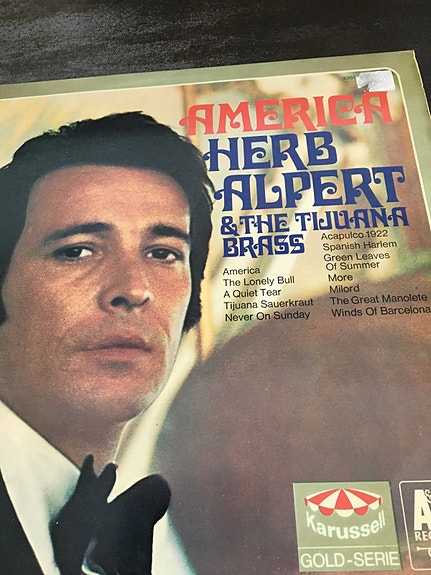 AMERICA
HERB
ALPERT
& THE TIJUANA
BRASS
America
The Lonely Bull
A Quiet Tear
Tijuana Sauerkraut
Never On Sunday
Acapulco 1922
Spanish Harlem
Green Leaves
Of Summer
More
Milord
The Great Manolete
Winds Of Barcelona
Karussell
GOLD-SERIE